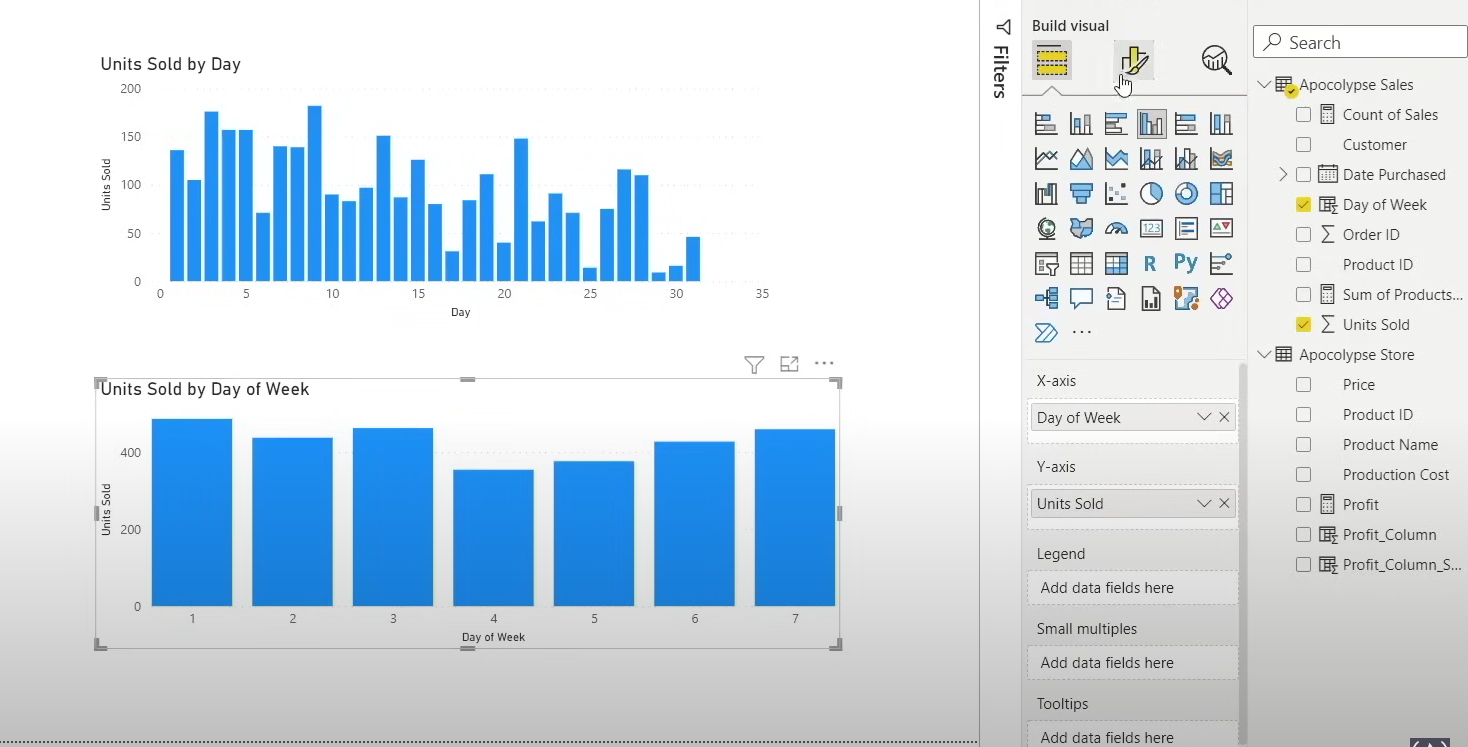 Units Sold by Day
200
150
100
50
0
Units Sold
0 5 10 15 20 25 30 35
Day
Units Sold by Day of Week
400
200
0
Units Sold
1 2 3 4 5 6 7
Day of Week
Filters
Build visual
123
R Py
X-axis
Day of Week
Y-axis
Units Sold
Legend
Add data fields here
Small multiples
Add data fields here
Tooltips
Add data fields here
Search
Apocolypse Sales
Count of Sales
Customer
Date Purchased
Day of Week
Order ID
Product ID
Sum of Products...
Units Sold
Apocolypse Store
Price
Product ID
Product Name
Production Cost
Profit
Profit_Column
Profit_Column_S...